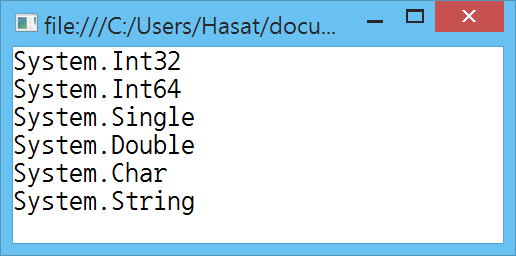 file:///C:/Users/Hasat/docu...
System.Int32
System.Int64
System.Single
System.Double
System.Char
System.String